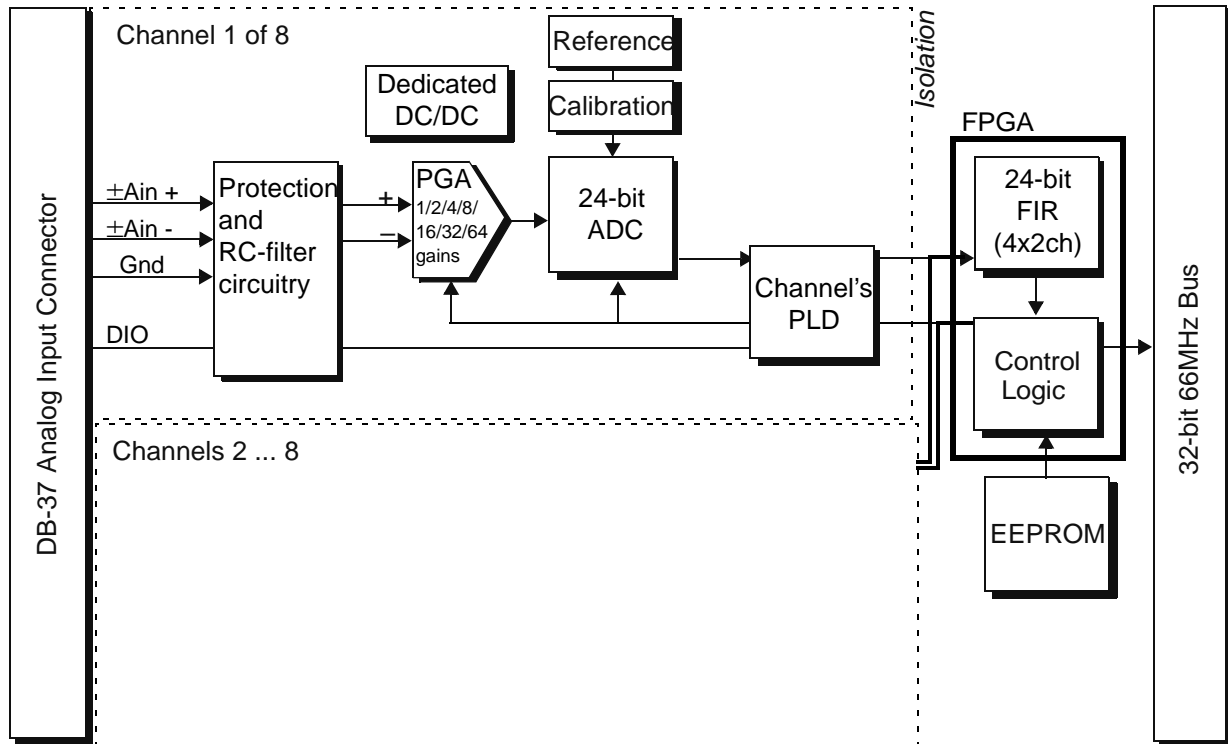 DB-37 Analog Input Connector
Channel 1 of 8
Reference
Calibration
Dedicated
DC/DC
Isolation
±Ain +
±Ain -
Gnd
DIO
Protection
and
RC-filter
circuitry
+
−
PGA
1/2/4/8/
16/32/64
gains
24-bit
ADC
Channel's
PLD
FPGA
24-bit
FIR
(4x2ch)
Control
Logic
EEPROM
32-bit 66MHz Bus
Channels 2 ... 8